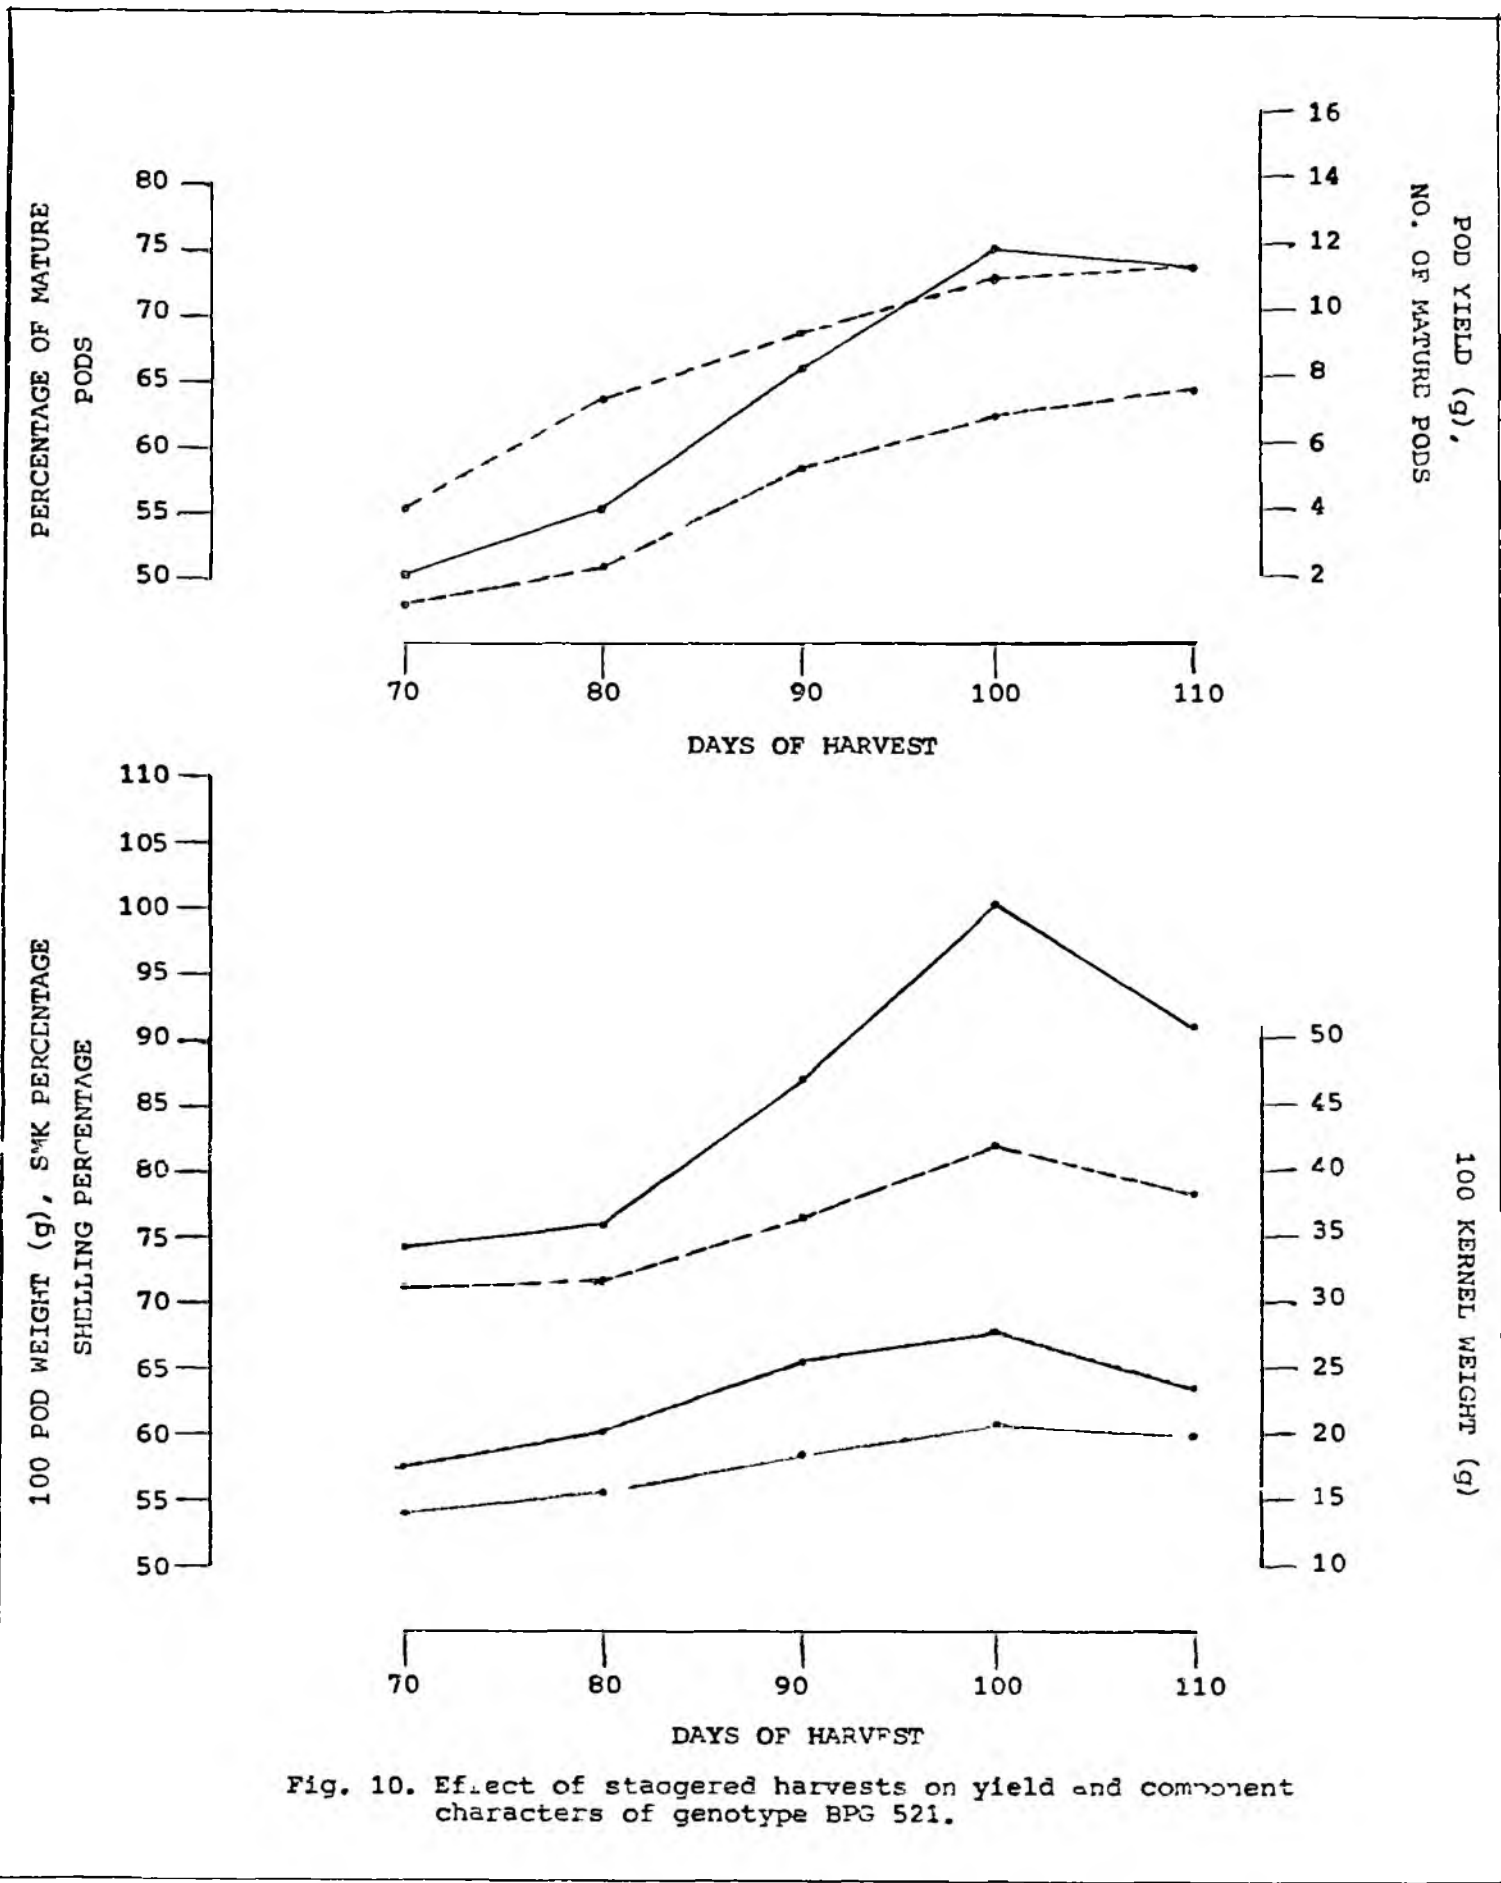 PERCENTAGE OF MATURE
PODS
80
75
70
65
60
55
50
16
14
12
10
8
6
4
2
POD YIELD (g),
NO. OF MATURE PODS
70 80 90 100 110
DAYS OF HARVEST
100 POD WEIGHT (g), SMK PERCENTAGE
SHELLING PERCENTAGE
110
105
100
95
90
85
80
75
70
65
60
55
50
50
45
40
35
30
25
20
15
10
100 KERNEL WEIGHT (g)
70 80 90 100 110
DAYS OF HARVEST
Fig. 10. Effect of staggered harvests on yield and component
characters of genotype BPG 521.